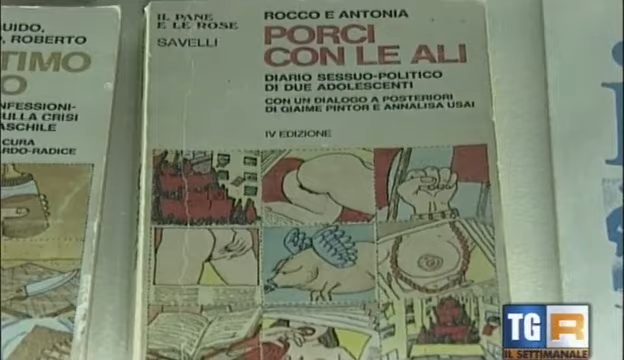 GUIDO,
ROBERTO
TIMO
O
NFESSIONI-
ULLA CRISI
ASCHILE
CURA
RDO-RADICE
IL PANE
E LE ROSE
SAVELLI
ROCCO E ANTONIA
PORCI
CON LE ALI
DIARIO SESSUO-POLITICO
DI DUE ADOLESCENTI
CON UN DIALOGO A POSTERIORI
DI GIAIME PINTOR E ANNALISA USAI
IV EDIZIONE
TGR
IL SETTIMANALE